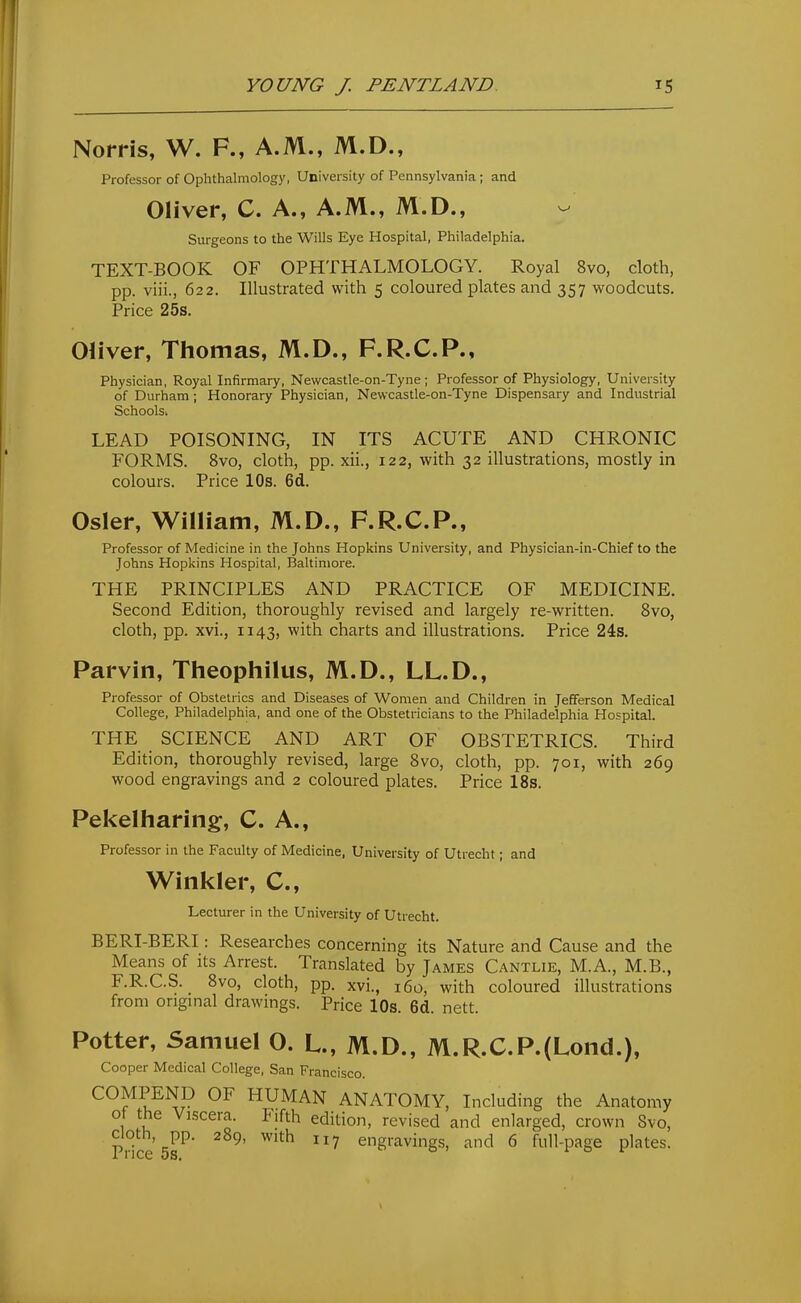 YOUNG J. PENTLAND. 15
Norris, W. F., A.M., M.D.,
Professor of Ophthalmology, University of Pennsylvania; and
Oliver, C. A., A.M., M.D.,
Surgeons to the Wills Eye Hospital, Philadelphia.
TEXT-BOOK OF OPHTHALMOLOGY. Royal 8vo, cloth,
pp. viii., 622. Illustrated with 5 coloured plates and 357 woodcuts.
Price 25s.
Oliver, Thomas, M.D., F.R.C.P.,
Physician, Royal Infirmary, Newcastle-on-Tyne; Professor of Physiology, University
of Durham; Honorary Physician, Newcastle-on-Tyne Dispensary and Industrial
Schools.
LEAD POISONING, IN ITS ACUTE AND CHRONIC
FORMS. 8vo, cloth, pp. xii., 122, with 32 illustrations, mostly in
colours. Price 10s. 6d.
Osler, William, M.D., F.R.C.P.,
Professor of Medicine in the Johns Hopkins University, and Physician-in-Chief to the
Johns Hopkins Hospital, Baltimore.
THE PRINCIPLES AND PRACTICE OF MEDICINE.
Second Edition, thoroughly revised and largely re-written. 8vo,
cloth, pp. xvi., 1143, with charts and illustrations. Price 24s.
Parvin, Theophilus, M.D., LL.D.,
Professor of Obstetrics and Diseases of Women and Children in Jefferson Medical
College, Philadelphia, and one of the Obstetricians to the Philadelphia Hospital.
THE SCIENCE AND ART OF OBSTETRICS. Third
Edition, thoroughly revised, large 8vo, cloth, pp. 701, with 269
wood engravings and 2 coloured plates. Price 18s.
Pekelharing, C. A.,
Professor in the Faculty of Medicine, University of Utrecht; and
Winkler, C.,
Lecturer in the University of Utrecht.
BERI-BERI: Researches concerning its Nature and Cause and the
Means of its Arrest. Translated by James Cantlie, M.A., M.B.,
F.R.C.S. 8vo, cloth, pp. xvi., 160, with coloured illustrations
from original drawings. Price 10s. 6d. nett.
Potter, Samuel O. L., M.D., M.R.C.P.(Lond.),
Cooper Medical College, San Francisco.
COMPEND OF HUMAN ANATOMY, Including the Anatomy
of the Viscera. Fifth edition, revised and enlarged, crown 8vo,
cloth, pp. 289, with 117 engravings, and 6 full-page plates.
Price 5s.